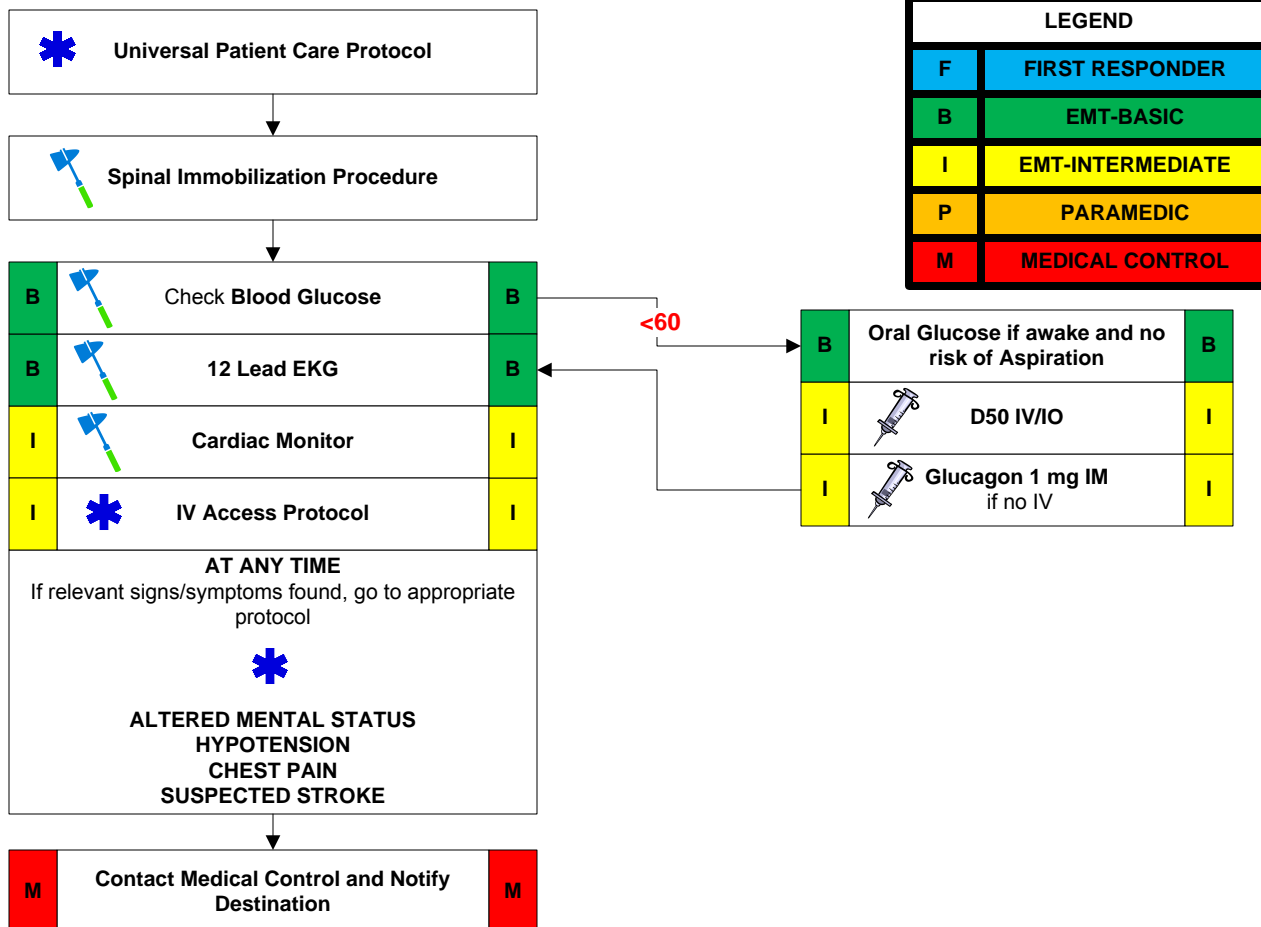 Universal Patient Care Protocol
Spinal Immobilization Procedure
B Check Blood Glucose B
B 12 Lead EKG B
I Cardiac Monitor I
I IV Access Protocol I
AT ANY TIME
If relevant signs/symptoms found, go to appropriate
protocol
ALTERED MENTAL STATUS
HYPOTENSION
CHEST PAIN
SUSPECTED STROKE
M Contact Medical Control and Notify M
Destination
<60
B Oral Glucose if awake and no B
risk of Aspiration
I D50 IV/IO I
I Glucagon 1 mg IM I
if no IV
LEGEND
F FIRST RESPONDER
B EMT-BASIC
I EMT-INTERMEDIATE
P PARAMEDIC
M MEDICAL CONTROL